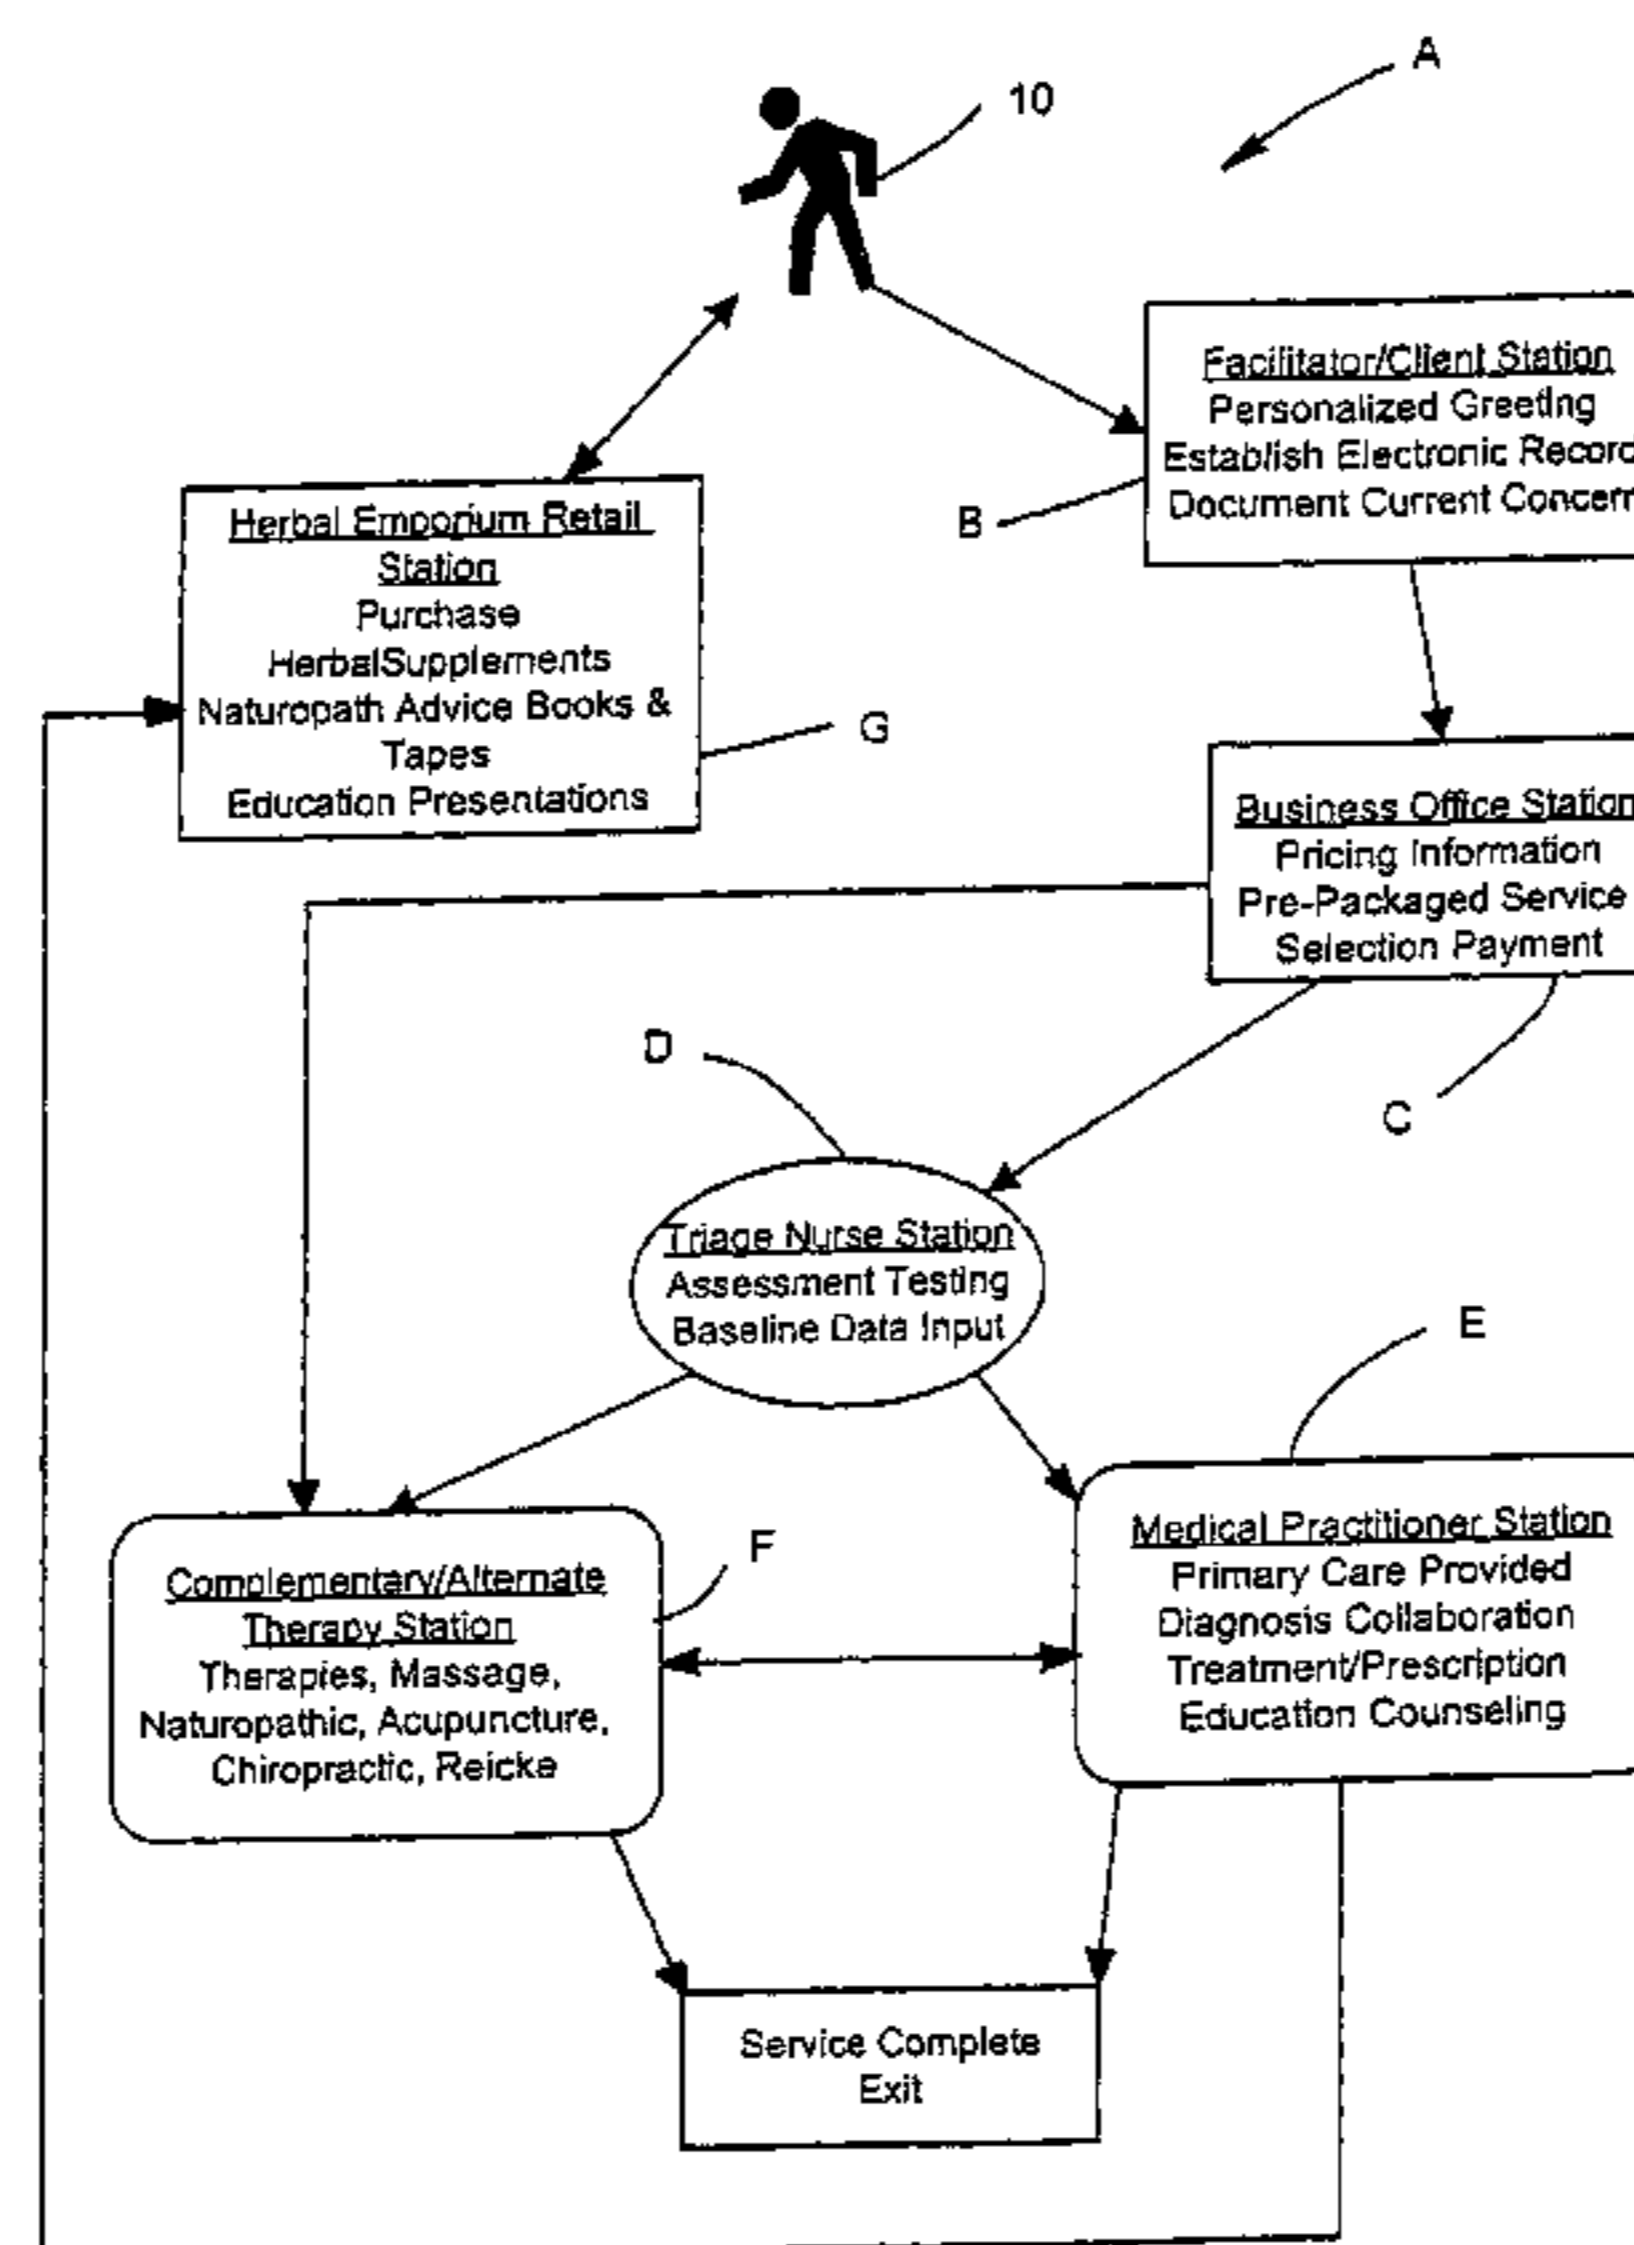 A
10
Facilitator/Client Station
Personalized Greeting
Establish Electronic Record
Document Current Concern
B
Herbal Emporium Retail
Station
Purchase
HerbalSupplements
Naturopath Advice Books &
Tapes
Education Presentations
G
Business Office Station
Pricing Information
Pre-Packaged Service
Selection Payment
C
D
Triage Nurse Station
Assessment Testing
Baseline Data Input
E
Medical Practitioner Station
Primary Care Provided
Diagnosis Collaboration
Treatment/Prescription
Education Counseling
F
Complementary/Alternate
Therapy Station
Therapies, Massage,
Naturopathic, Acupuncture,
Chiropractic, Reicke
Service Complete
Exit